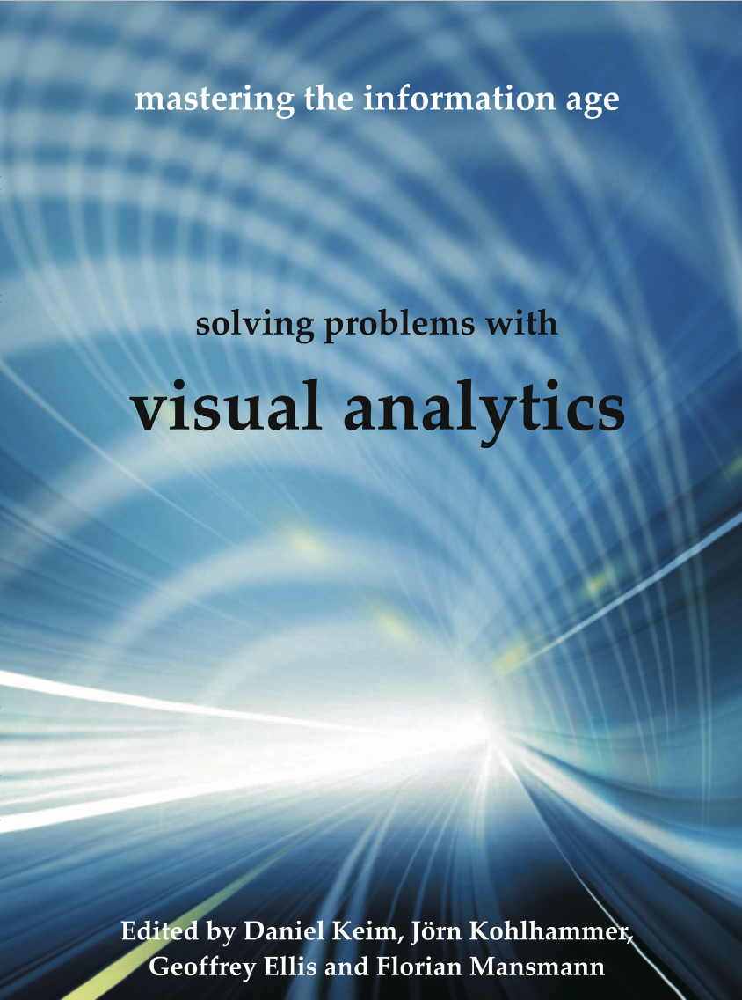 mastering the information age
solving problems with
visual analytics
Edited by Daniel Keim, Jörn Kohlhammer,
Geoffrey Ellis and Florian Mansmann